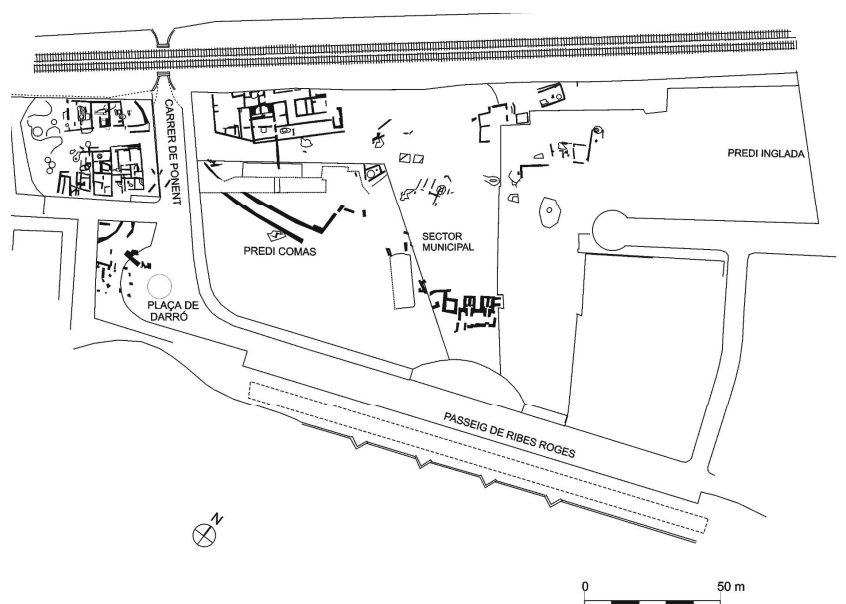 CARRER DE PONENT
PREDI INGLADA
SECTOR
MUNICIPAL
PREDI COMAS
PLAÇA DE
DARRÓ
PASSEIG DE RIBES ROGES
N
0 50 m